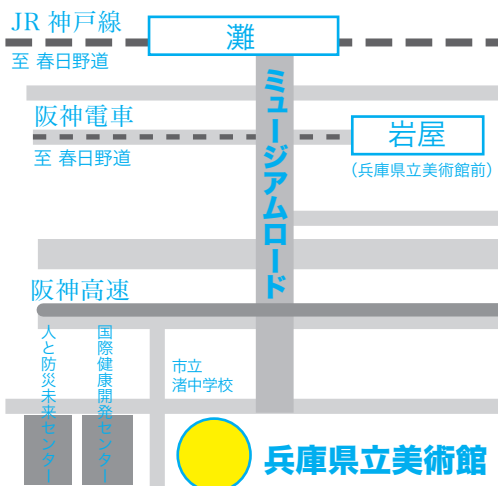 JR 神戸線
灘
至 春日野道
ミュージアムロード
阪神電車
岩屋
至 春日野道
(兵庫県立美術館前)
阪神高速
人と防災未来センター
国際健康開発センター
市立
渚中学校
兵庫県立美術館